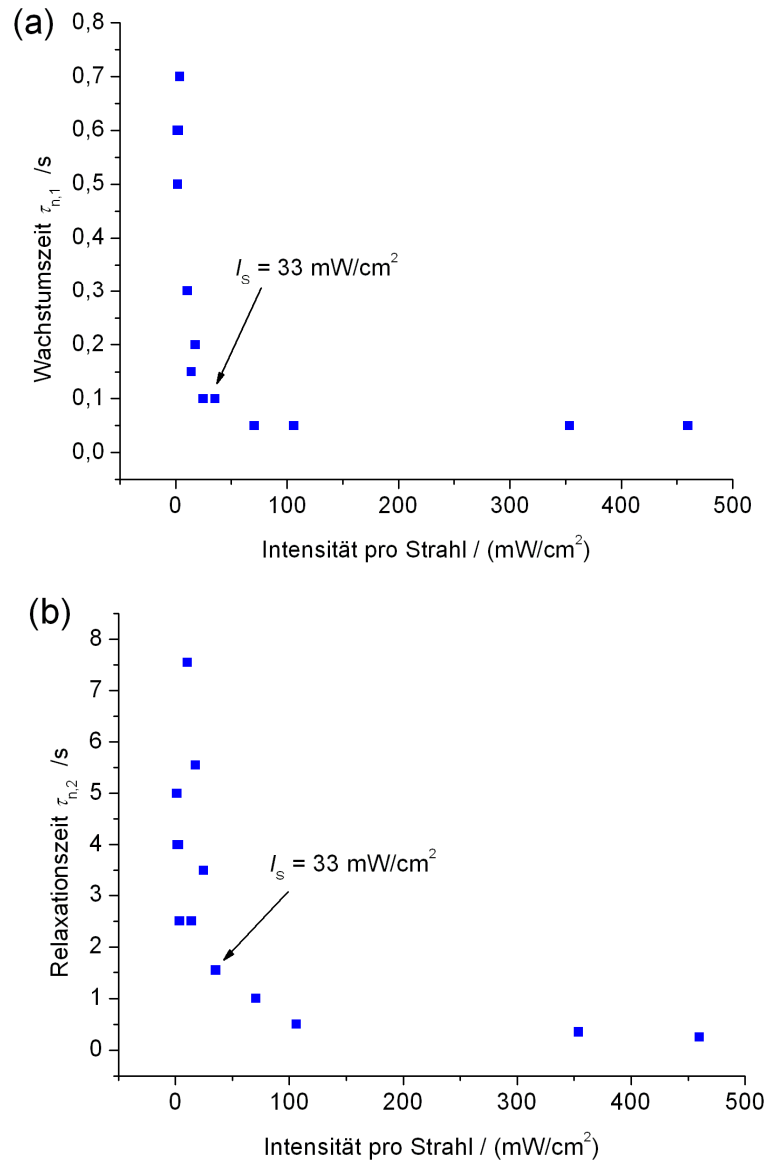 (a)
0,8
0,7
0,6
0,5
0,4
0,3
0,2
0,1
0,0
Wachstumszeit τn,1 /s
IS = 33 mW/cm²
0 100 200 300 400 500
Intensität pro Strahl / (mW/cm²)
(b)
8
7
6
5
4
3
2
1
0
Relaxationszeit τn,2 /s
IS = 33 mW/cm²
0 100 200 300 400 500
Intensität pro Strahl / (mW/cm²)